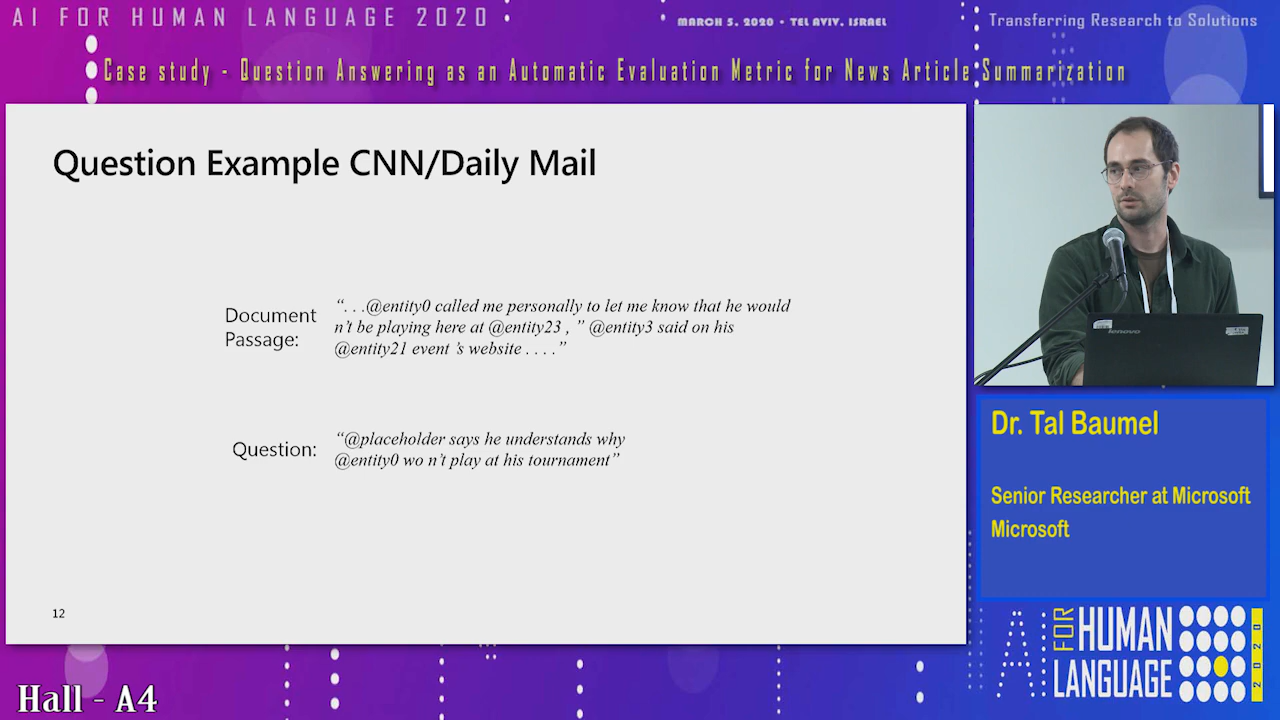 AI FOR HUMAN LANGUAGE 2020
MARCH 5, 2020 • TEL AVIV, ISRAEL
Transferring Research to Solutions
Case study - Question Answering as an Automatic Evaluation Metric for News Article Summarization
Question Example CNN/Daily Mail
Document
Passage:
“. . .@entity0 called me personally to let me know that he would
n’t be playing here at @entity23 , ” @entity3 said on his
@entity21 event ’s website . . . .”
Question:
“@placeholder says he understands why
@entity0 wo n’t play at his tournament”
12
lenovo
Dr. Tal Baumel
Senior Researcher at Microsoft
Microsoft
AI FOR HUMAN
LANGUAGE
2020
Hall - A4